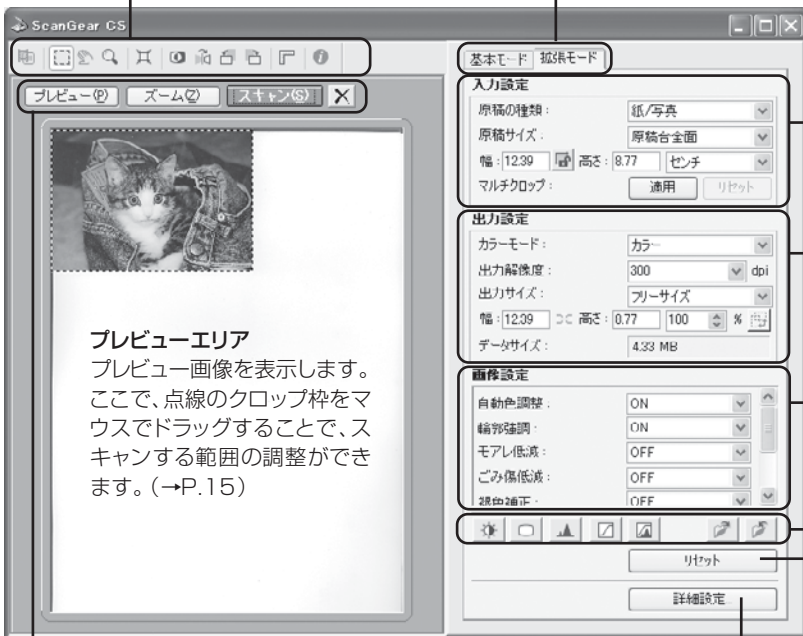 ScanGear CS
基本モード 拡張モード
プレビュー(P) ズーム(Z) スキャン(S)
プレビューエリア
プレビュー画像を表示します。
ここで、点線のクロップ枠をマ
ウスでドラッグすることで、ス
キャンする範囲の調整ができ
ます。(→P.15)
入力設定
原稿の種類: 紙/写真
原稿サイズ: 原稿台全面
幅: 12.39 高さ: 8.77 センチ
マルチクロップ: 適用 リセット
出力設定
カラーモード: カラー
出力解像度: 300 dpi
出力サイズ: フリーサイズ
幅: 12.39 高さ: 0.77 100 %
データサイズ: 4.33 MB
画像設定
自動色調整: ON
輪郭強調: ON
モアレ低減: OFF
ごみ傷低減: OFF
褪色補正: OFF
リセット
詳細設定...